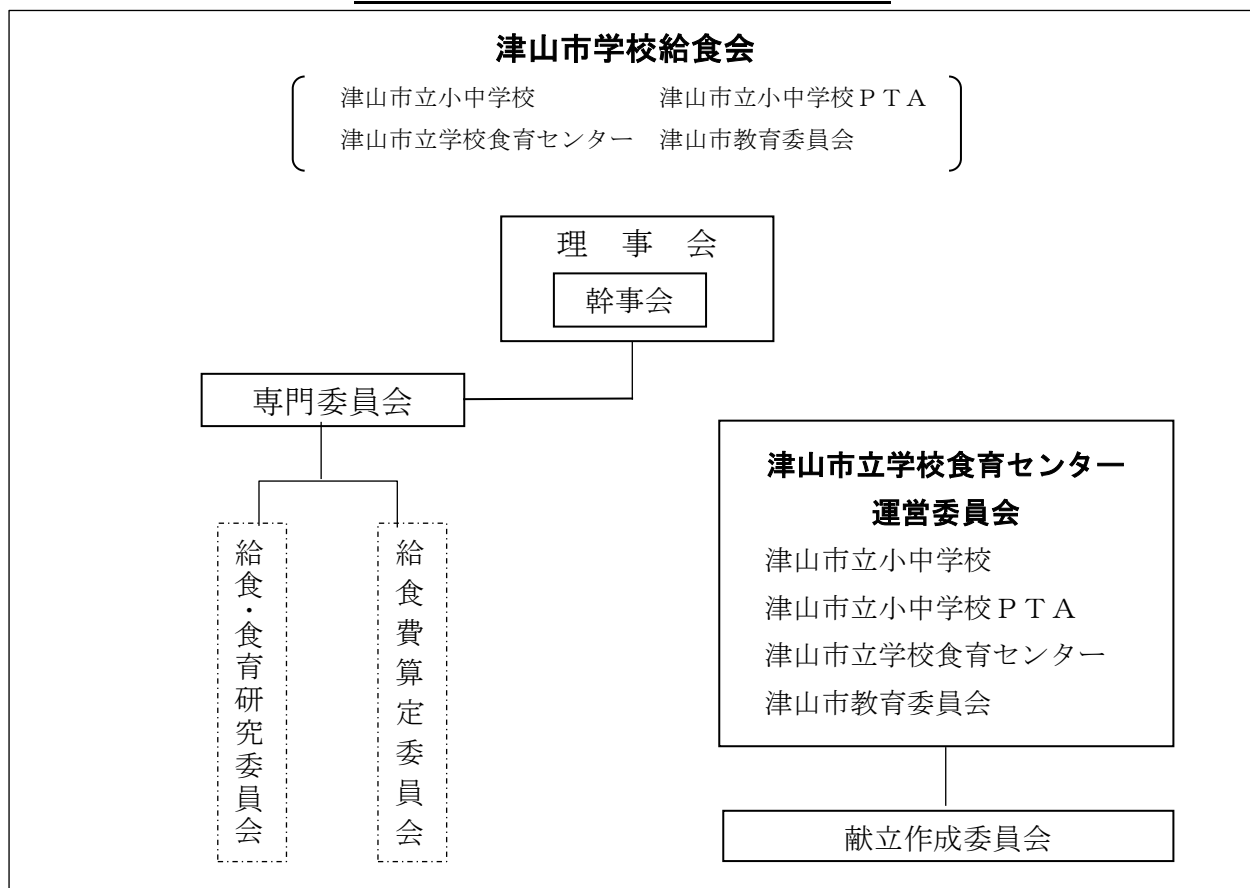 津山市学校給食会
津山市立小中学校 津山市立小中学校ＰＴＡ
津山市立学校食育センター 津山市教育委員会
理 事 会
幹事会
専門委員会
給食・食育研究委員会
給食費算定委員会
津山市立学校食育センター
運営委員会
津山市立小中学校
津山市立小中学校ＰＴＡ
津山市立学校食育センター
津山市教育委員会
献立作成委員会